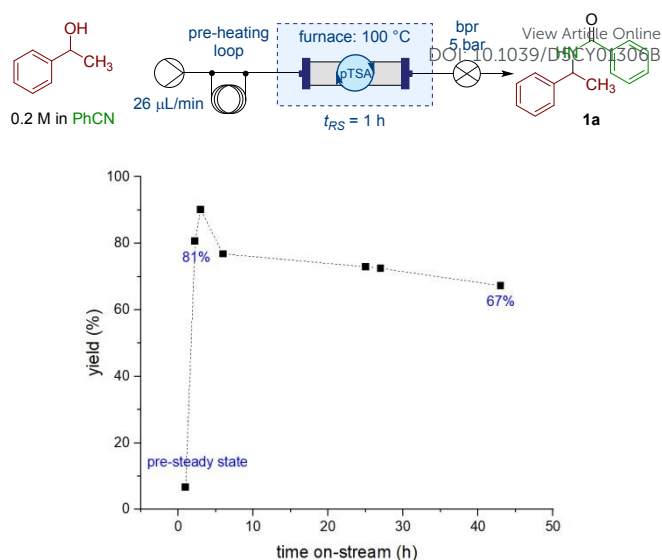 OH
CH3
0.2 M in PhCN
pre-heating
loop
26 µL/min
furnace: 100 °C
pTSA
tRS = 1 h
bpr
5 bar
View Article Online
DOI: 10.1039/D5CY01306B
O
HN
CH3
1a
100
80
60
40
20
0
yield (%)
81%
67%
pre-steady state
0
10
20
30
40
50
time on-stream (h)